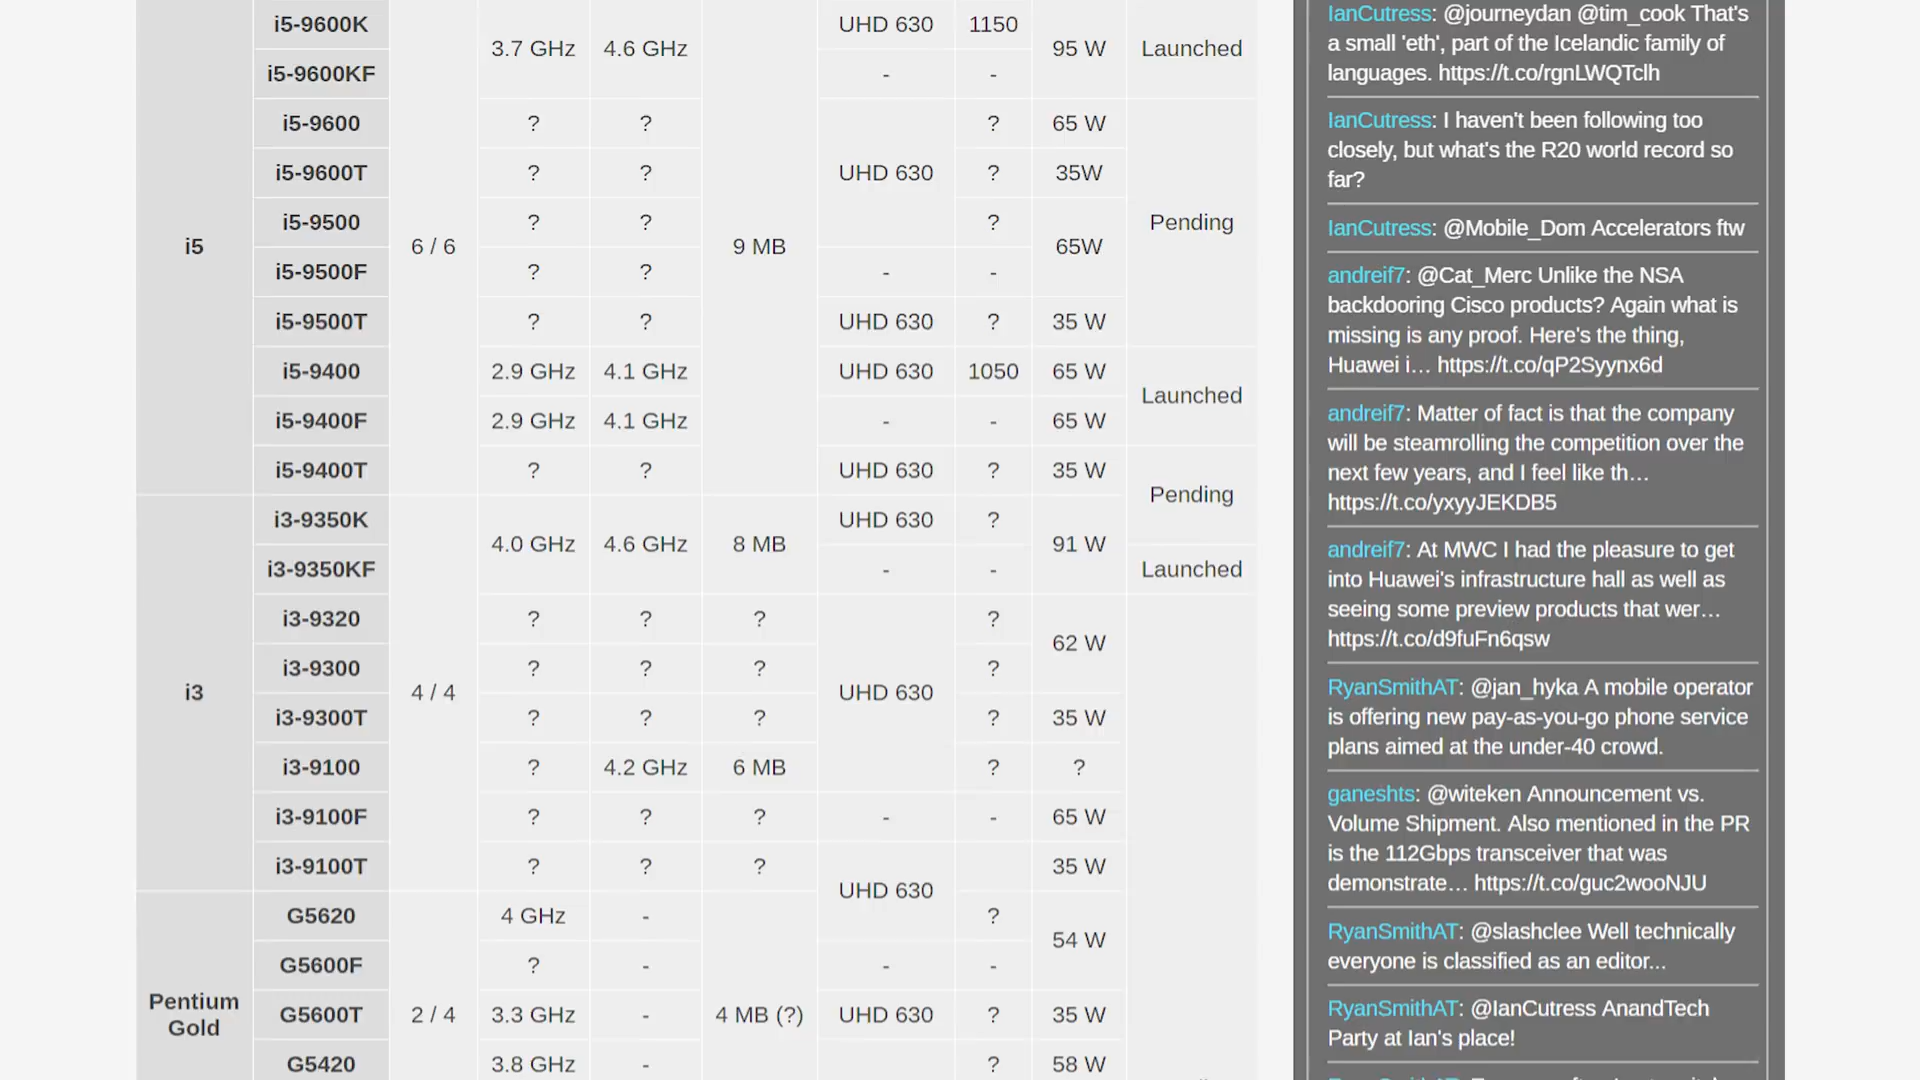 i5-9600K UHD 630 1150
3.7 GHz 4.6 GHz 95 W Launched
i5-9600KF - -
i5-9600 ? ? ? 65 W
i5-9600T ? ? UHD 630 ? 35W
i5-9500 ? ? ? Pending
i5 6 / 6 9 MB 65W
i5-9500F ? ? - -
i5-9500T ? ? UHD 630 ? 35 W
i5-9400 2.9 GHz 4.1 GHz UHD 630 1050 65 W
Launched
i5-9400F 2.9 GHz 4.1 GHz - - 65 W
i5-9400T ? ? UHD 630 ? 35 W
Pending
i3-9350K UHD 630 ?
4.0 GHz 4.6 GHz 8 MB 91 W
i3-9350KF - - Launched
i3-9320 ? ? ? ?
62 W
i3-9300 ? ? ? ?
i3 4 / 4 UHD 630
i3-9300T ? ? ? ? 35 W
i3-9100 ? 4.2 GHz 6 MB ? ?
i3-9100F ? ? ? - - 65 W
i3-9100T ? ? ? 35 W
UHD 630
G5620 4 GHz - ?
54 W
G5600F ? - - -
Pentium Gold
G5600T 2 / 4 3.3 GHz - 4 MB (?) UHD 630 ? 35 W
G5420 3.8 GHz - ? 58 W
IanCutress: @journeydan @tim_cook That's
a small 'eth', part of the Icelandic family of
languages. https://t.co/rgnLWQTclh
IanCutress: I haven't been following too
closely, but what's the R20 world record so
far?
IanCutress: @Mobile_Dom Accelerators ftw
andreif7: @Cat_Merc Unlike the NSA
backdooring Cisco products? Again what is
missing is any proof. Here's the thing,
Huawei i… https://t.co/qP2Syynx6d
andreif7: Matter of fact is that the company
will be steamrolling the competition over the
next few years, and I feel like th…
https://t.co/yxyyJEKDB5
andreif7: At MWC I had the pleasure to get
into Huawei's infrastructure hall as well as
seeing some preview products that wer…
https://t.co/d9fuFn6qsw
RyanSmithAT: @jan_hyka A mobile operator
is offering new pay-as-you-go phone service
plans aimed at the under-40 crowd.
ganeshts: @witeken Announcement vs.
Volume Shipment. Also mentioned in the PR
is the 112Gbps transceiver that was
demonstrate… https://t.co/guc2wooNJU
RyanSmithAT: @slashclee Well technically
everyone is classified as an editor...
RyanSmithAT: @IanCutress AnandTech
Party at Ian's place!